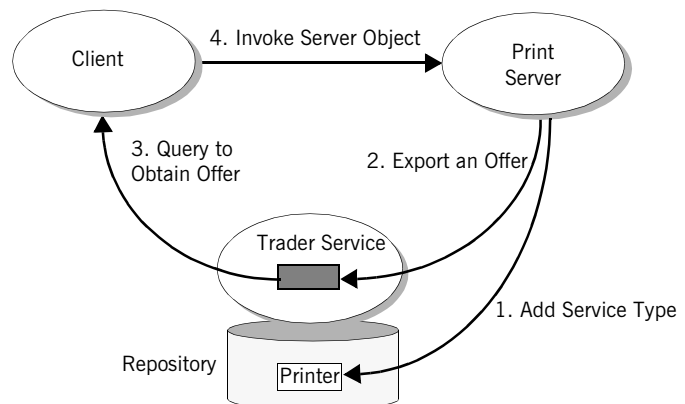 4. Invoke Server Object
Client
Print
Server
3. Query to
Obtain Offer
2. Export an Offer
Trader Service
1. Add Service Type
Repository
Printer